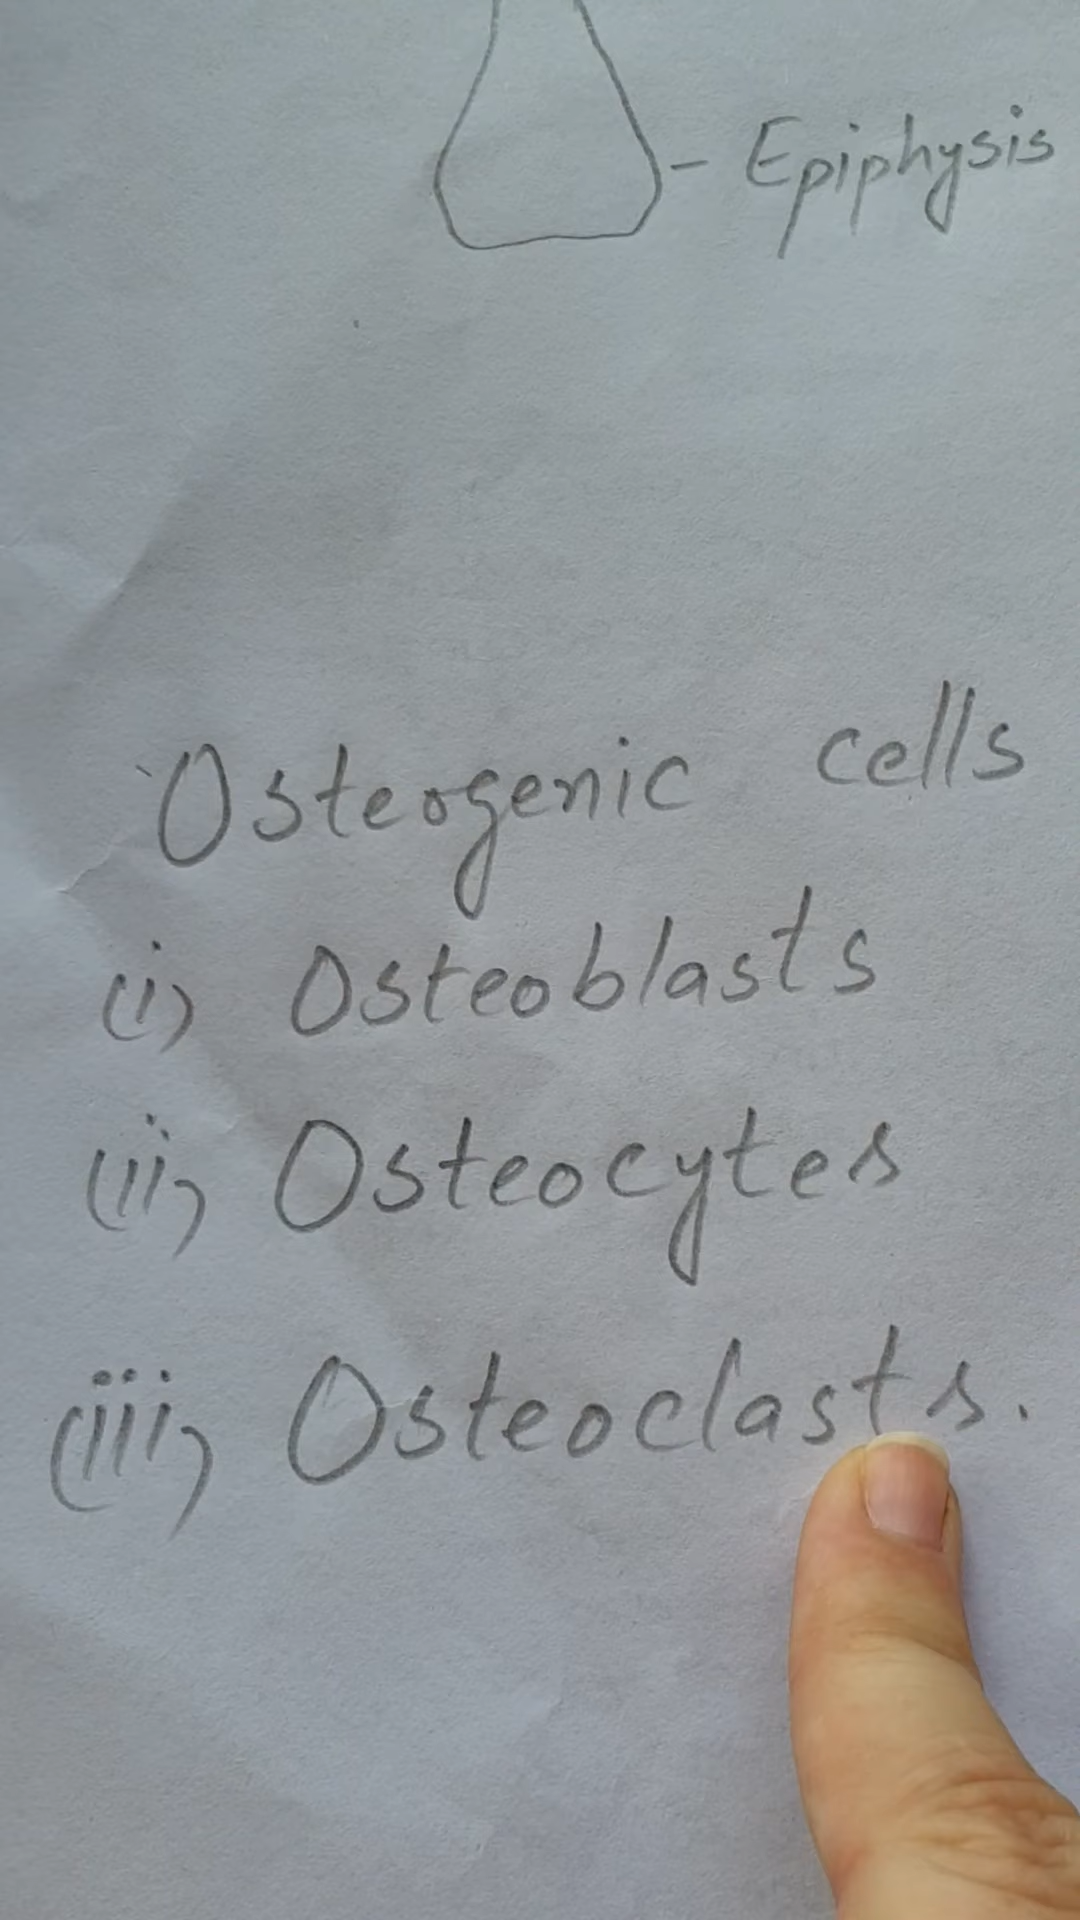 - Epiphysis
Osteogenic cells
(i) Osteoblasts
(ii) Osteocytes
(iii) Osteoclasts.